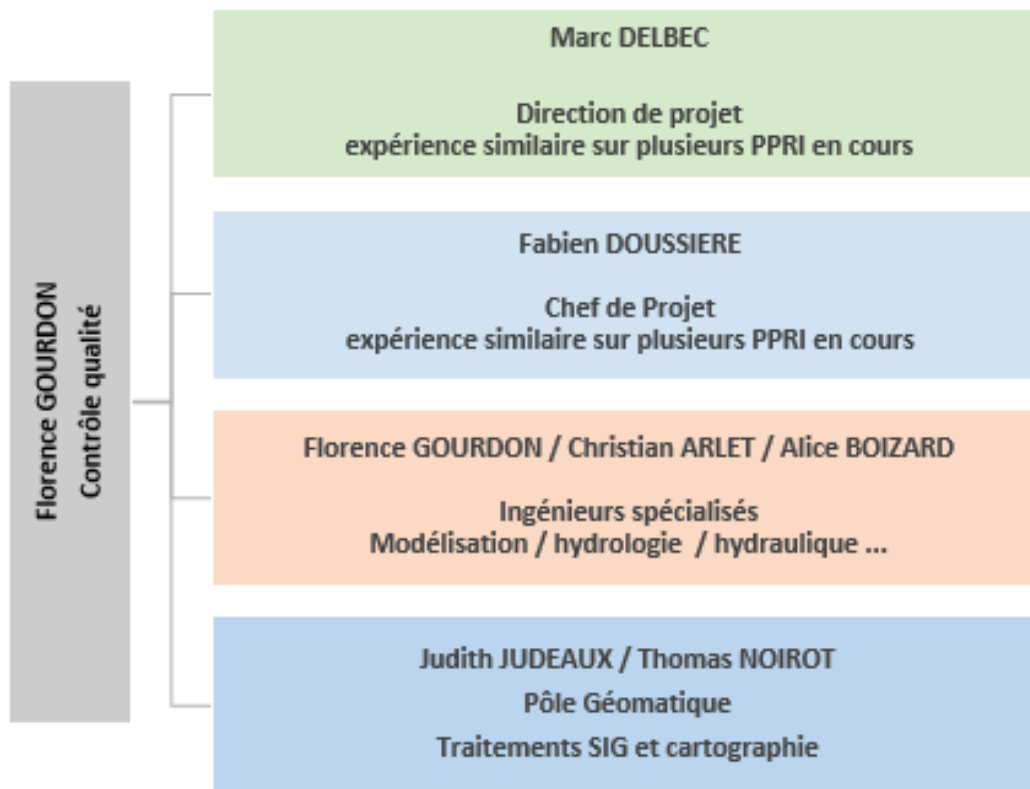 Florence GOURDON
Contrôle qualité
Marc DELBEC
Direction de projet
expérience similaire sur plusieurs PPRI en cours
Fabien DOUSSIERE
Chef de Projet
expérience similaire sur plusieurs PPRI en cours
Florence GOURDON / Christian ARLET / Alice BOIZARD
Ingénieurs spécialisés
Modélisation / hydrologie / hydraulique ...
Judith JUDEAUX / Thomas NOIROT
Pôle Géomatique
Traitements SIG et cartographie